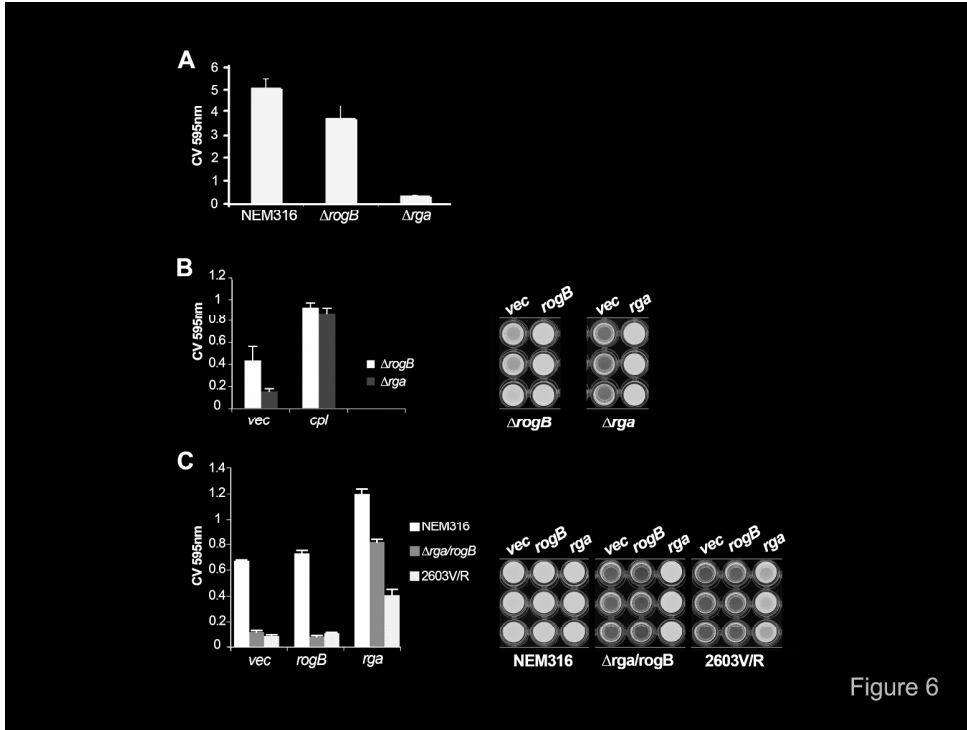 A
CV 595nm
6
5
4
3
2
1
0
NEM316 ΔrogB Δrga
B
CV 595nm
1.2
1
0.8
0.6
0.4
0.2
0
vec cpl
ΔrogB
Δrga
vec rogB vec rga
ΔrogB Δrga
C
CV 595nm
1.4
1.2
1
0.8
0.6
0.4
0.2
0
vec rogB rga
NEM316
Δrga/rogB
2603V/R
vec rogB rga vec rogB rga vec rogB rga
NEM316 Δrga/rogB 2603V/R
Figure 6